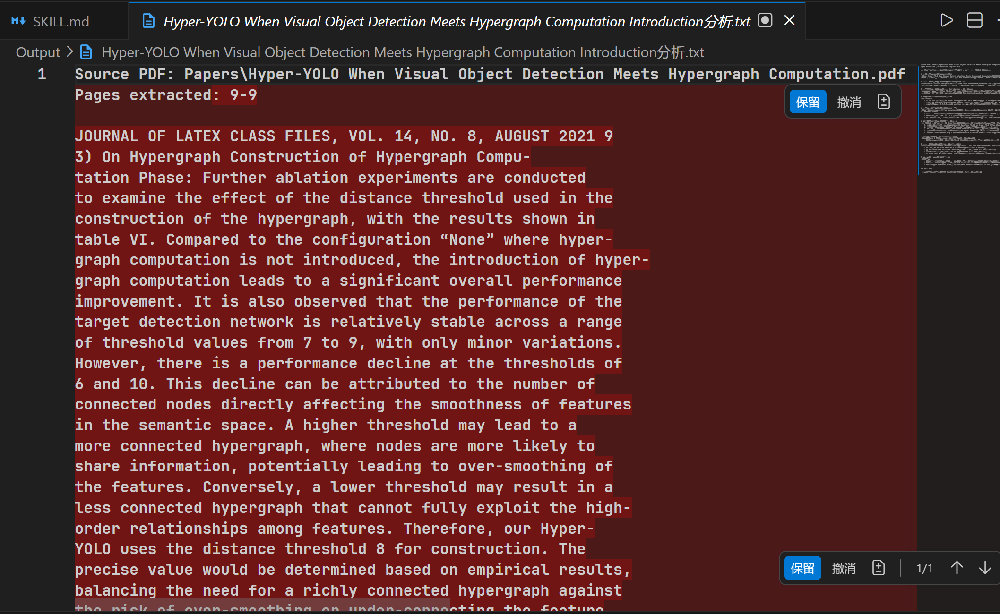 SKILL.md
Hyper-YOLO When Visual Object Detection Meets Hypergraph Computation Introduction分析.txt
Output > Hyper-YOLO When Visual Object Detection Meets Hypergraph Computation Introduction分析.txt
1 Source PDF: Papers\Hyper-YOLO When Visual Object Detection Meets Hypergraph Computation.pdf
Pages extracted: 9-9
保留 撤消
JOURNAL OF LATEX CLASS FILES, VOL. 14, NO. 8, AUGUST 2021 9
3) On Hypergraph Construction of Hypergraph Compu-
tation Phase: Further ablation experiments are conducted
to examine the effect of the distance threshold used in the
construction of the hypergraph, with the results shown in
table VI. Compared to the configuration “None” where hyper-
graph computation is not introduced, the introduction of hyper-
graph computation leads to a significant overall performance
improvement. It is also observed that the performance of the
target detection network is relatively stable across a range
of threshold values from 7 to 9, with only minor variations.
However, there is a performance decline at the thresholds of
6 and 10. This decline can be attributed to the number of
connected nodes directly affecting the smoothness of features
in the semantic space. A higher threshold may lead to a
more connected hypergraph, where nodes are more likely to
share information, potentially leading to over-smoothing of
the features. Conversely, a lower threshold may result in a
less connected hypergraph that cannot fully exploit the high-
order relationships among features. Therefore, our Hyper-
YOLO uses the distance threshold 8 for construction. The
precise value would be determined based on empirical results,
balancing the need for a richly connected hypergraph against
the risk of over-smoothing or under-connecting the feature
保留 撤消 1/1